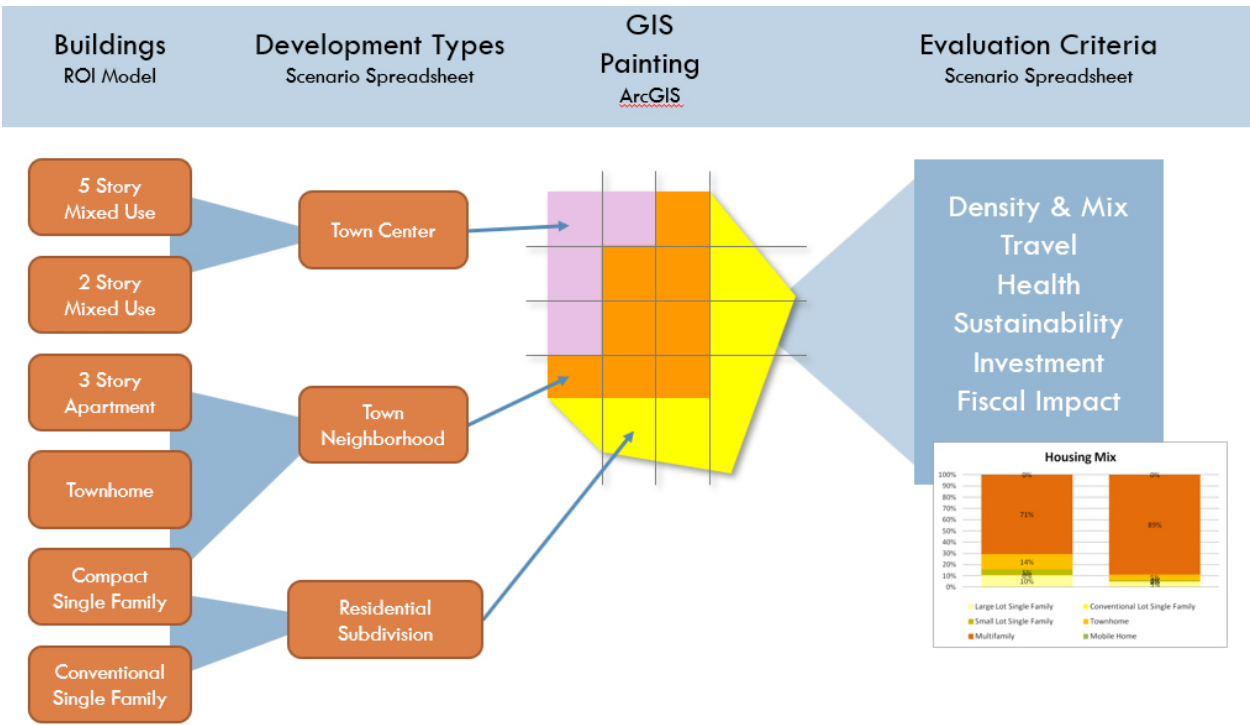 Buildings
ROI Model
Development Types
Scenario Spreadsheet
GIS
Painting
ArcGIS
Evaluation Criteria
Scenario Spreadsheet
5 Story
Mixed Use
2 Story
Mixed Use
3 Story
Apartment
Townhome
Compact
Single Family
Conventional
Single Family
Town Center
Town
Neighborhood
Residential
Subdivision
Density & Mix
Travel
Health
Sustainability
Investment
Fiscal Impact
Housing Mix
100%
90%
80%
70%
60%
50%
40%
30%
20%
10%
0%
0%
71%
14%
10%
0%
89%
Large Lot Single Family
Conventional Lot Single Family
Small Lot Single Family
Townhome
Multifamily
Mobile Home